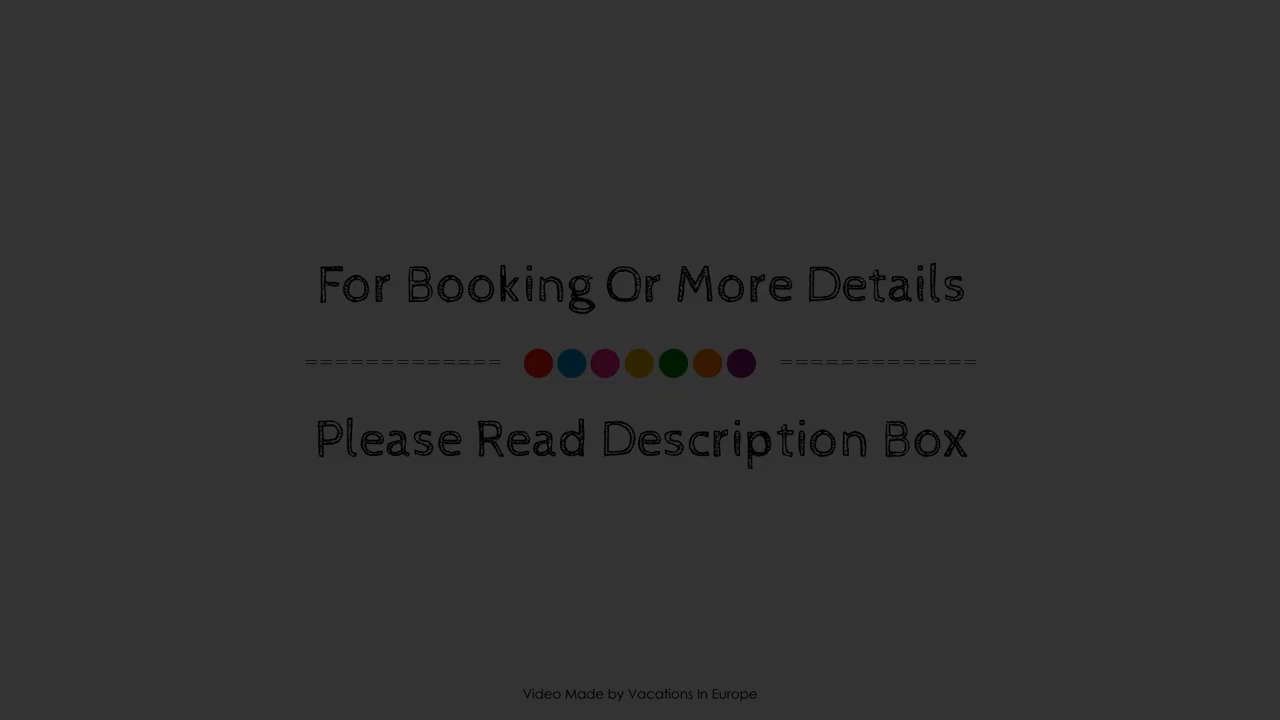 For Booking Or More Details
============= =============
Please Read Description Box
Video Made by Vacations In Europe